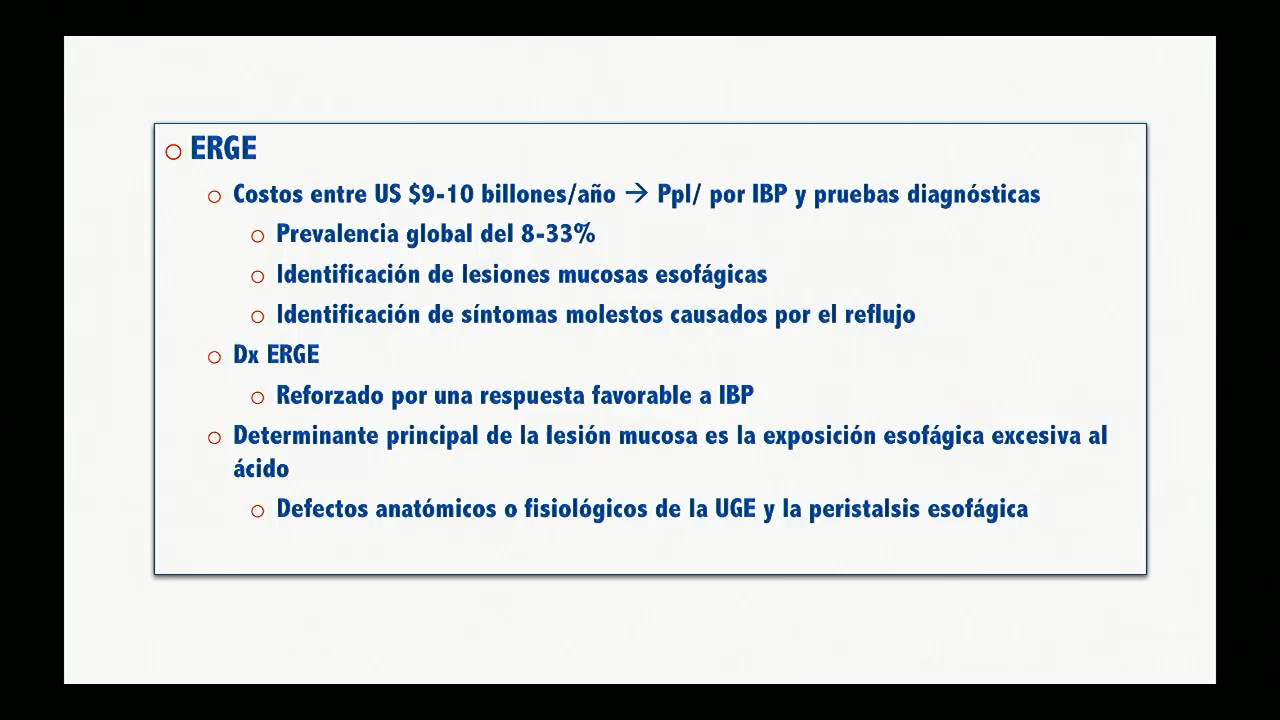 ERGE
Costos entre US $9-10 billones/año → Ppl/ por IBP y pruebas diagnósticas
Prevalencia global del 8-33%
Identificación de lesiones mucosas esofágicas
Identificación de síntomas molestos causados por el reflujo
Dx ERGE
Reforzado por una respuesta favorable a IBP
Determinante principal de la lesión mucosa es la exposición esofágica excesiva al
ácido
Defectos anatómicos o fisiológicos de la UGE y la peristalsis esofágica